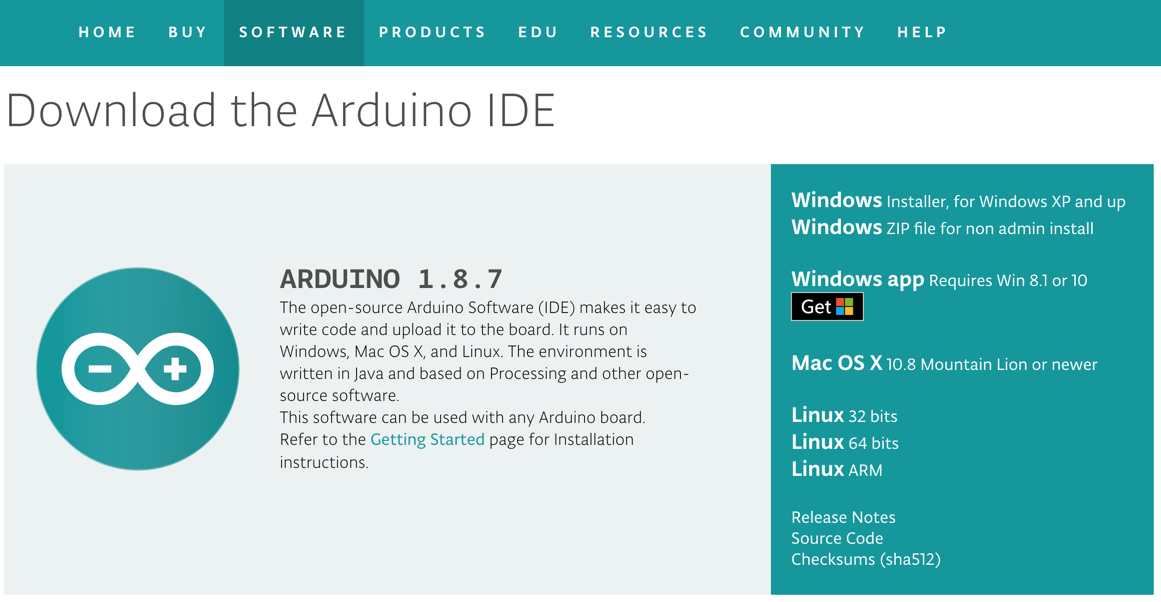 HOME BUY SOFTWARE PRODUCTS EDU RESOURCES COMMUNITY HELP
Download the Arduino IDE
ARDUINO 1.8.7
The open-source Arduino Software (IDE) makes it easy to
write code and upload it to the board. It runs on
Windows, Mac OS X, and Linux. The environment is
written in Java and based on Processing and other open-
source software.
This software can be used with any Arduino board.
Refer to the Getting Started page for Installation
instructions.
Windows Installer, for Windows XP and up
Windows ZIP file for non admin install
Windows app Requires Win 8.1 or 10
Get
Mac OS X 10.8 Mountain Lion or newer
Linux 32 bits
Linux 64 bits
Linux ARM
Release Notes
Source Code
Checksums (sha512)